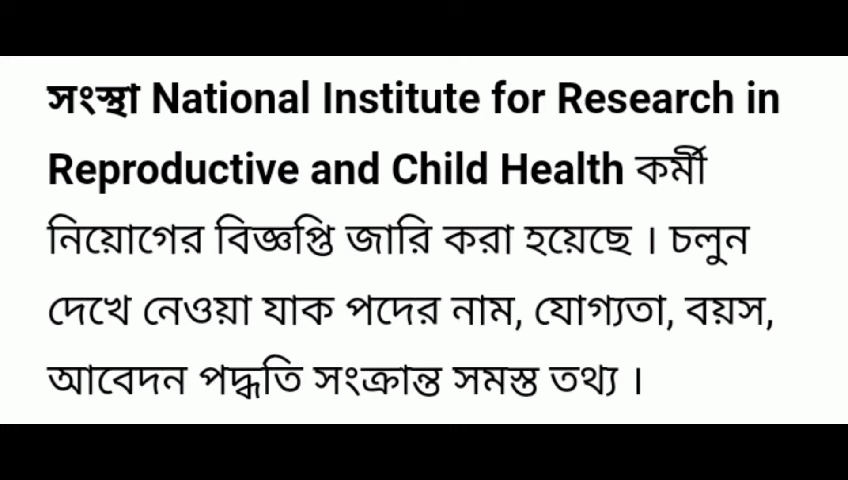 সংস্থা National Institute for Research in
Reproductive and Child Health কর্মী
নিয়োগের বিজ্ঞপ্তি জারি করা হয়েছে । চলুন
দেখে নেওয়া যাক পদের নাম, যোগ্যতা, বয়স,
আবেদন পদ্ধতি সংক্রান্ত সমস্ত তথ্য ।